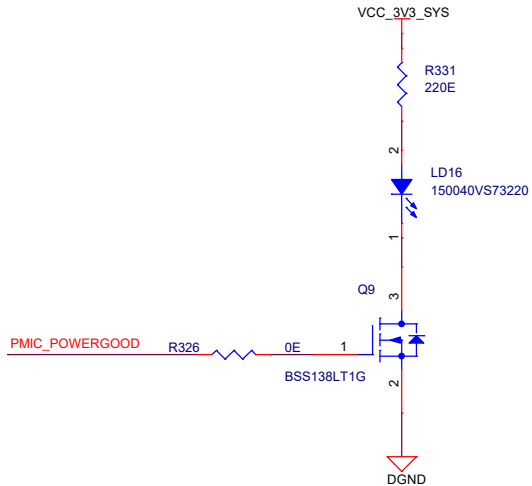 VCC_3V3_SYS
R331
220E
2
LD16
150040VS73220
1
3
Q9
PMIC_POWERGOOD
R326
0E
1
BSS138LT1G
2
DGND